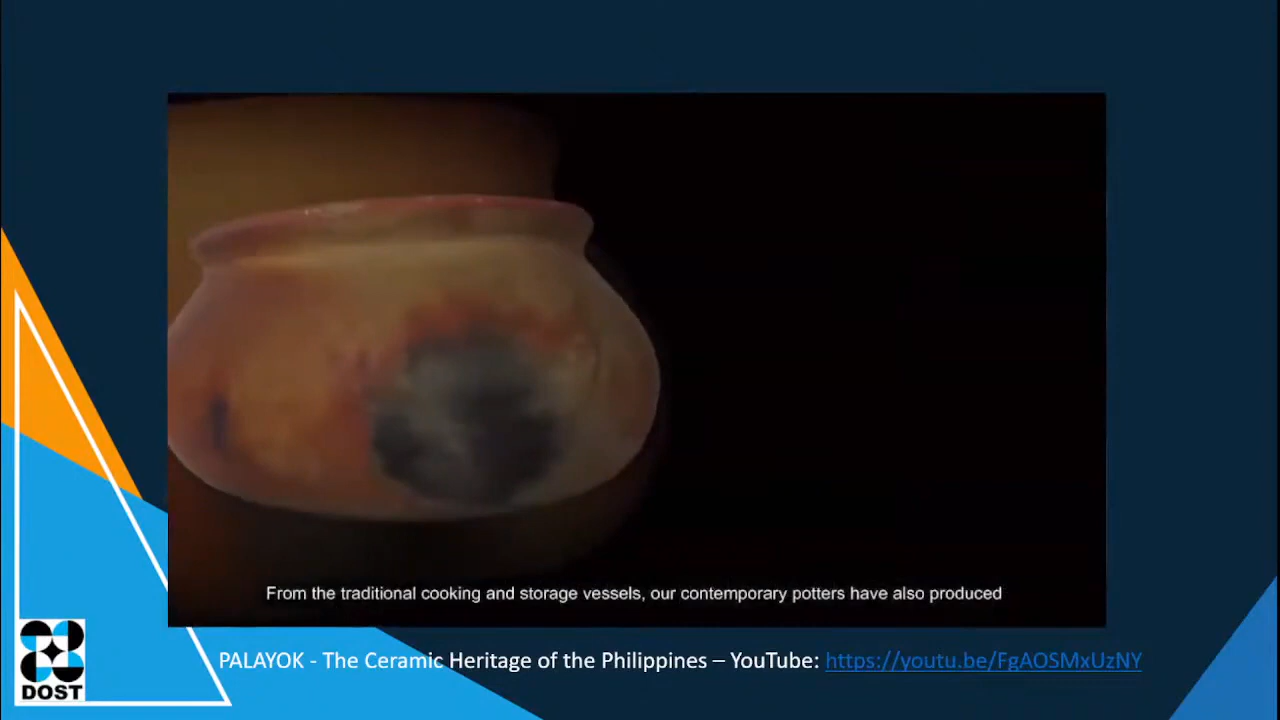 From the traditional cooking and storage vessels, our contemporary potters have also produced
PALAYOK - The Ceramic Heritage of the Philippines – YouTube: https://youtu.be/FgAOSMxUzNY
DOST